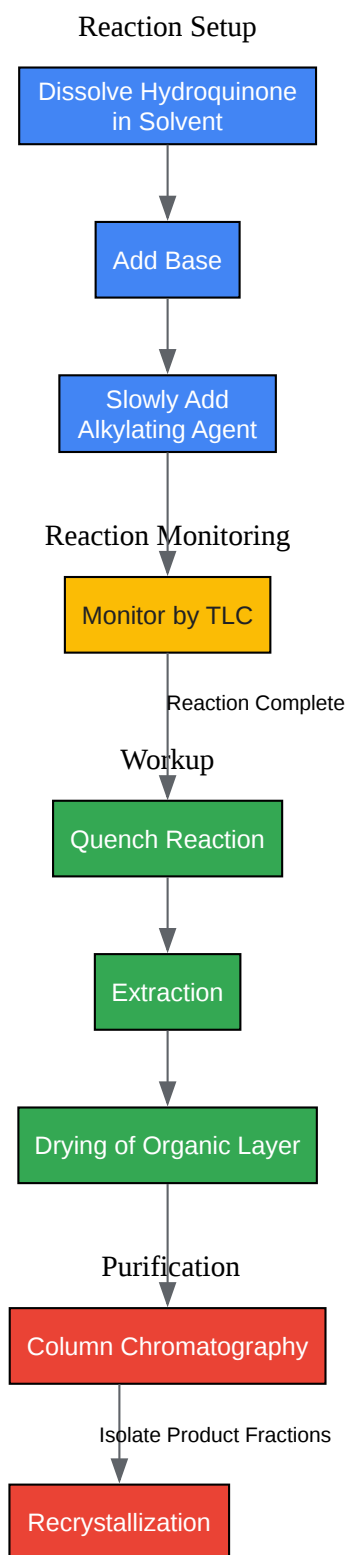 Reaction Setup
Dissolve Hydroquinone
in Solvent
Add Base
Slowly Add
Alkylating Agent
Reaction Monitoring
Monitor by TLC
Reaction Complete
Workup
Quench Reaction
Extraction
Drying of Organic Layer
Purification
Column Chromatography
Isolate Product Fractions
Recrystallization